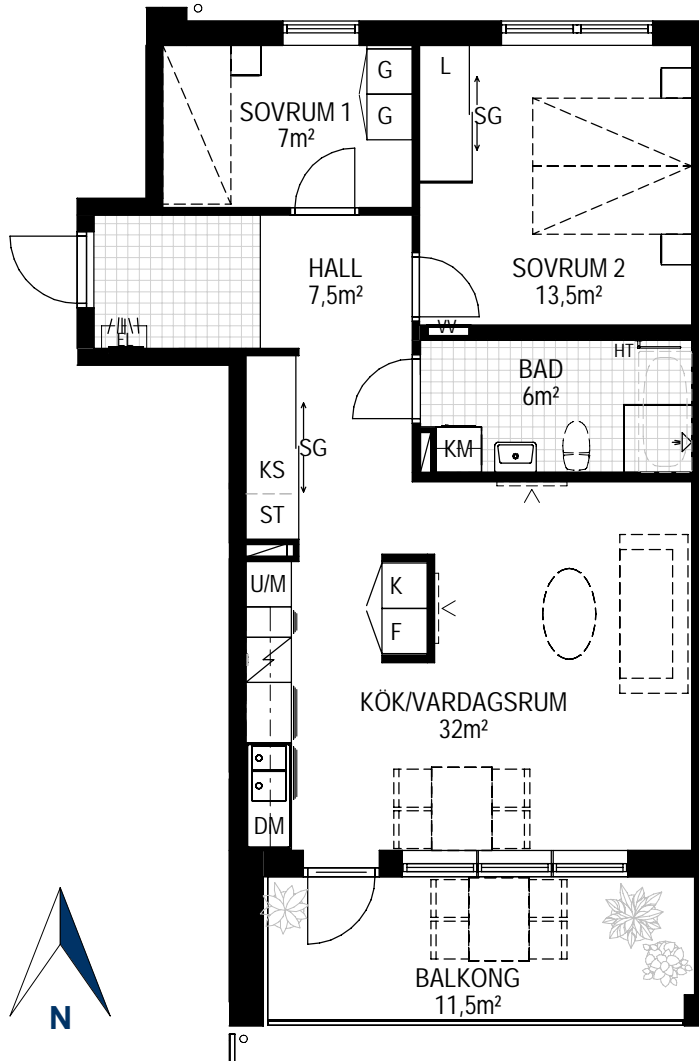 L
G
G
SG
SOVRUM 1
7m²
HALL
7,5m²
SOVRUM 2
13,5m²
VV
EL
HT
BAD
6m²
KM
SG
KS
ST
U/M
K
F
KÖK/VARDAGSRUM
32m²
DM
BALKONG
11,5m²
N